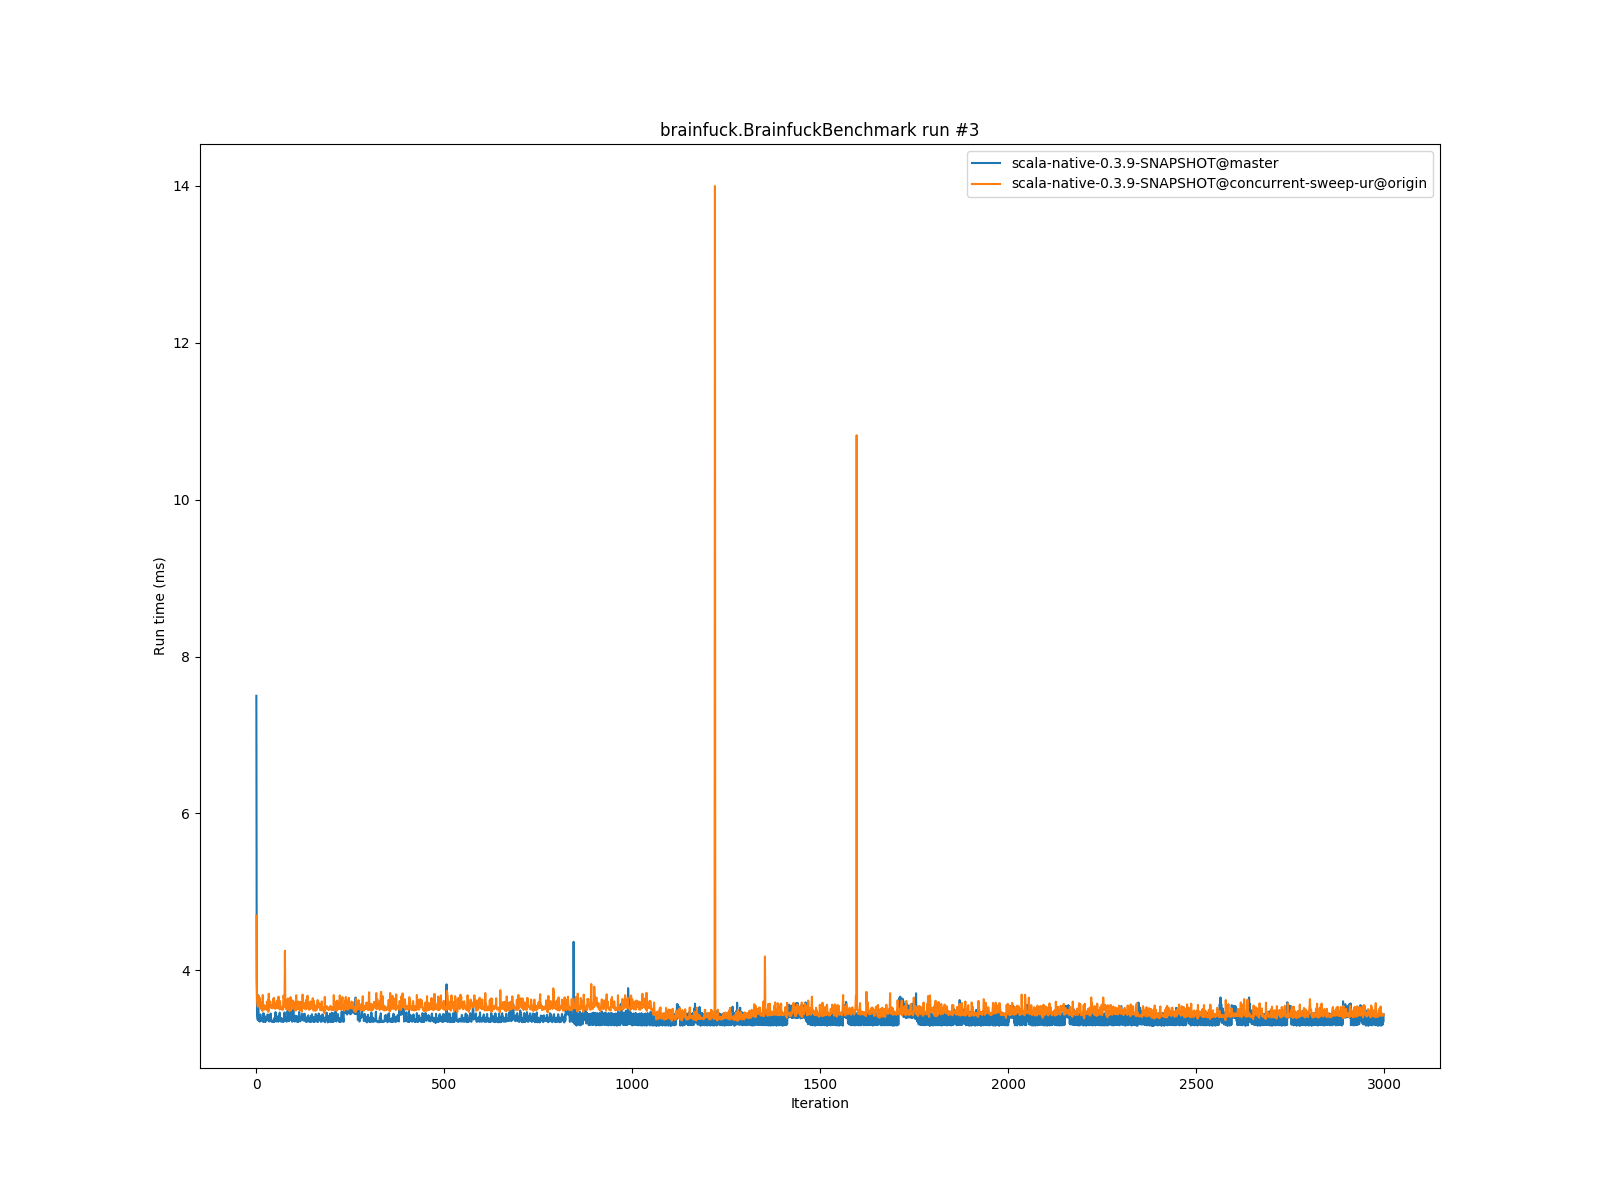 brainfuck.BrainfuckBenchmark run #3
scala-native-0.3.9-SNAPSHOT@master
scala-native-0.3.9-SNAPSHOT@concurrent-sweep-ur@origin
14
12
10
8
6
4
Run time (ms)
0 500 1000 1500 2000 2500 3000
Iteration